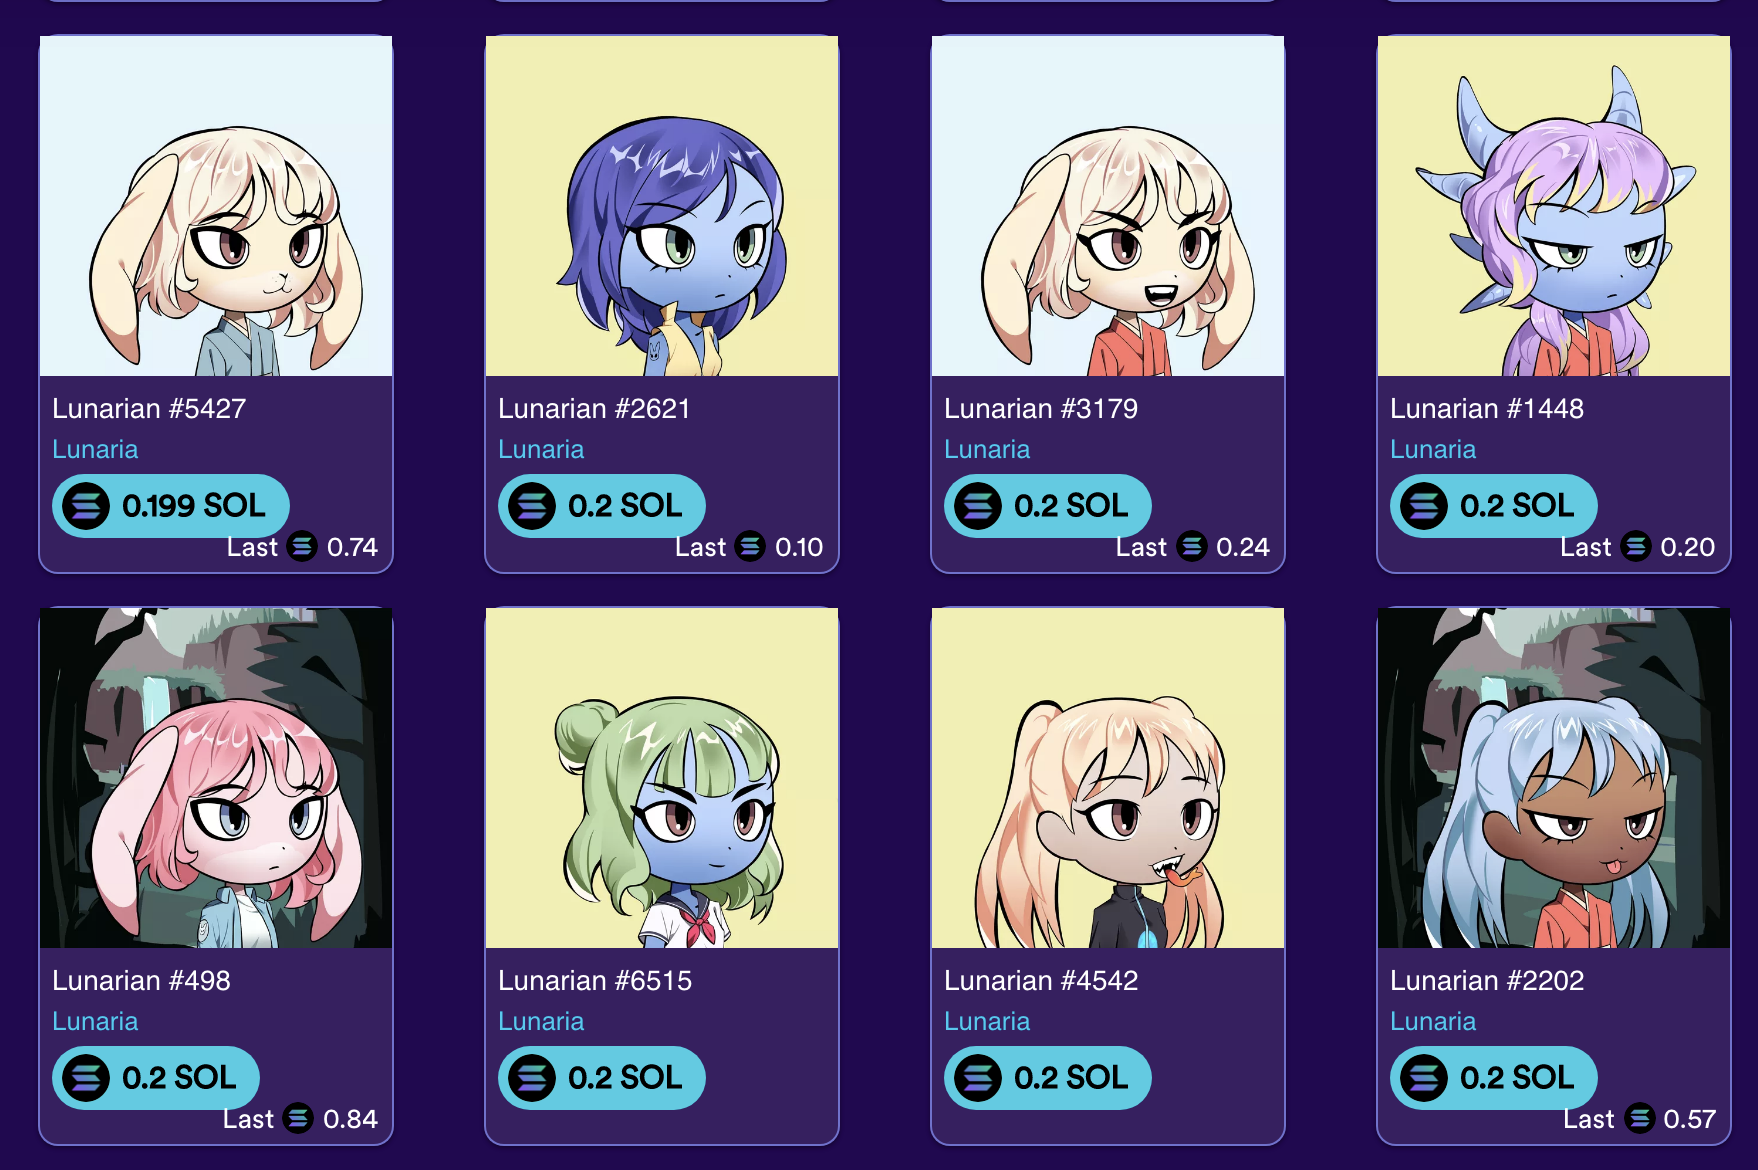 Lunarian #5427
Lunaria
0.199 SOL
Last 0.74
Lunarian #2621
Lunaria
0.2 SOL
Last 0.10
Lunarian #3179
Lunaria
0.2 SOL
Last 0.24
Lunarian #1448
Lunaria
0.2 SOL
Last 0.20
Lunarian #498
Lunaria
0.2 SOL
Last 0.84
Lunarian #6515
Lunaria
0.2 SOL
Lunarian #4542
Lunaria
0.2 SOL
Lunarian #2202
Lunaria
0.2 SOL
Last 0.57